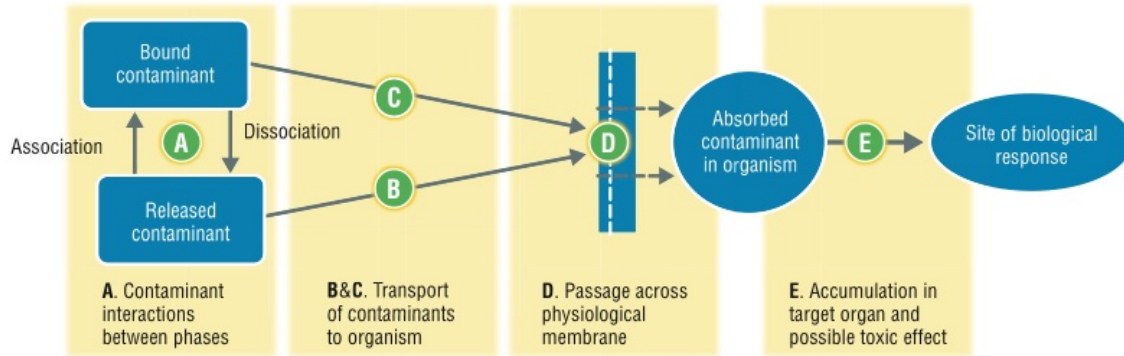 Bound
contaminant
Association
A
Dissociation
Released
contaminant
C
B
D
Absorbed
contaminant
in organism
E
Site of biological
response
A. Contaminant
interactions
between phases
B&C. Transport
of contaminants
to organism
D. Passage across
physiological
membrane
E. Accumulation in
target organ and
possible toxic effect